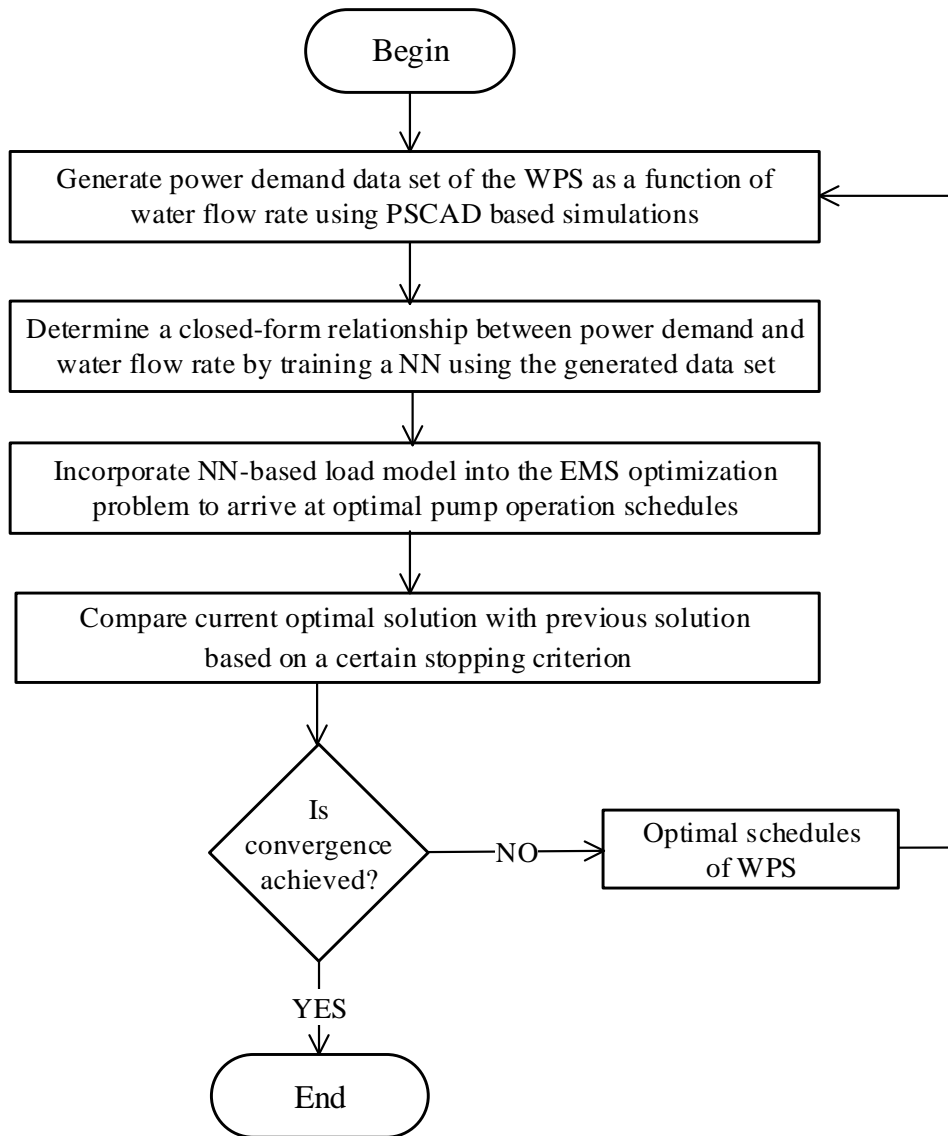 Begin
Generate power demand data set of the WPS as a function of
water flow rate using PSCAD based simulations
Determine a closed-form relationship between power demand and
water flow rate by training a NN using the generated data set
Incorporate NN-based load model into the EMS optimization
problem to arrive at optimal pump operation schedules
Compare current optimal solution with previous solution
based on a certain stopping criterion
Is
convergence
achieved?
NO
Optimal schedules
of WPS
YES
End